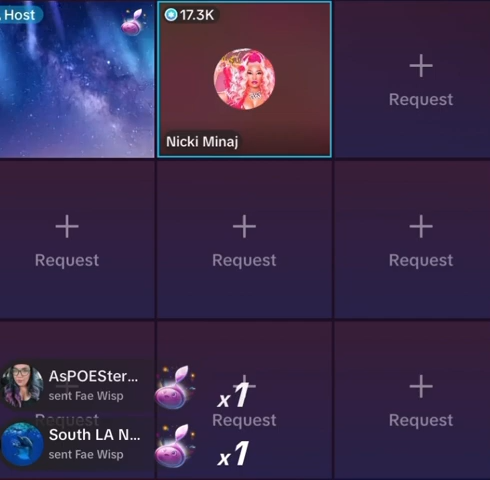 Host
17.3K
Nicki Minaj
Request
Request
Request
Request
AsPOESter...
sent Fae Wisp
x1
Request
Request
Request
South LA N...
sent Fae Wisp
x1